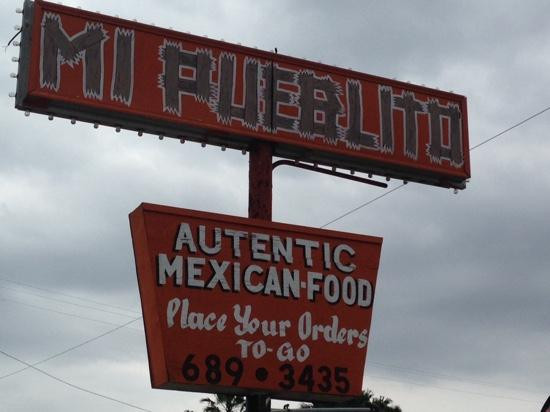 MI PUEBLITO
AUTENTIC
MEXICAN-FOOD
Place Your Orders
TO-GO
689 • 3435